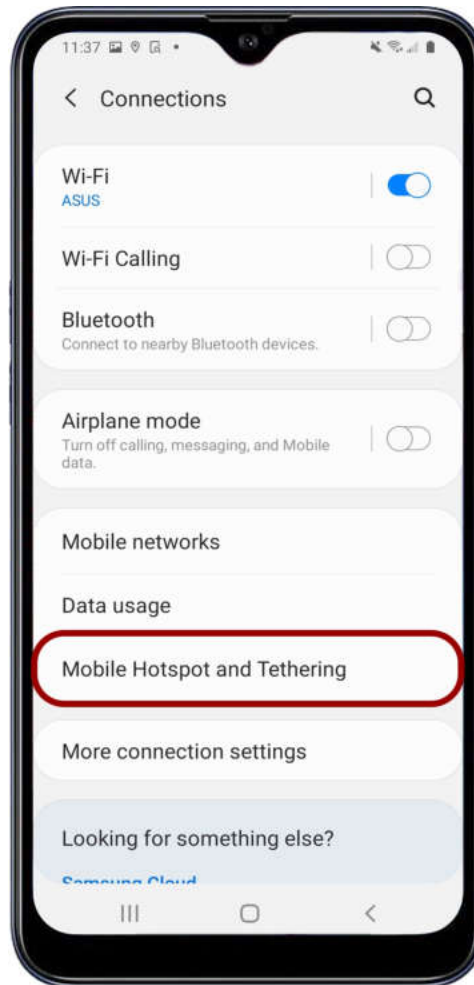 11:37
Connections
Wi-Fi
ASUS
Wi-Fi Calling
Bluetooth
Connect to nearby Bluetooth devices.
Airplane mode
Turn off calling, messaging, and Mobile
data.
Mobile networks
Data usage
Mobile Hotspot and Tethering
More connection settings
Looking for something else?
Samsung Cloud